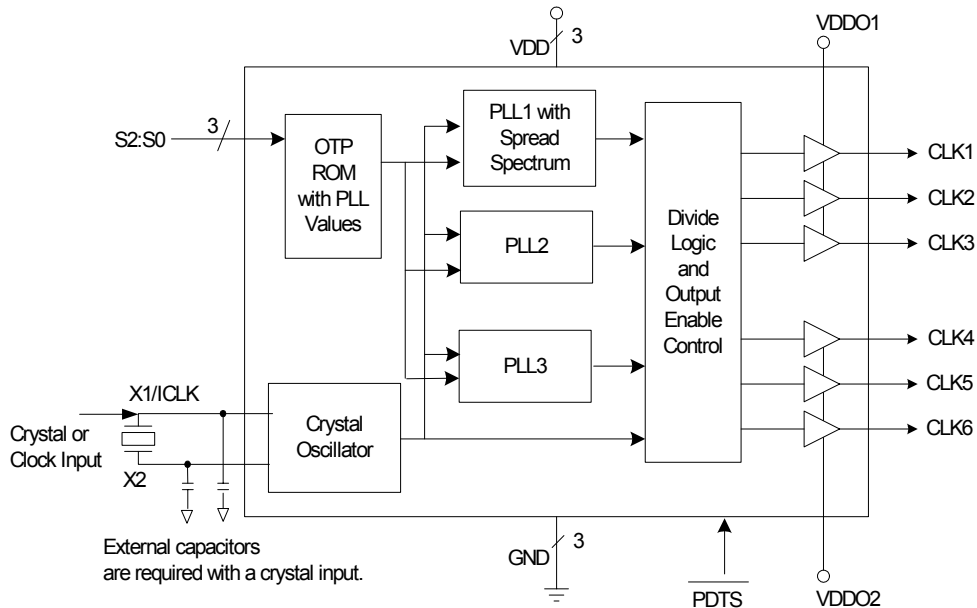 VDD
3
VDDO1
S2:S0
3
OTP
ROM
with PLL
Values
PLL1 with
Spread
Spectrum
PLL2
PLL3
Divide
Logic
and
Output
Enable
Control
CLK1
CLK2
CLK3
CLK4
CLK5
CLK6
X1/ICLK
Crystal or
Clock Input
X2
Crystal
Oscillator
External capacitors
are required with a crystal input.
GND
3
PDTS
VDDO2